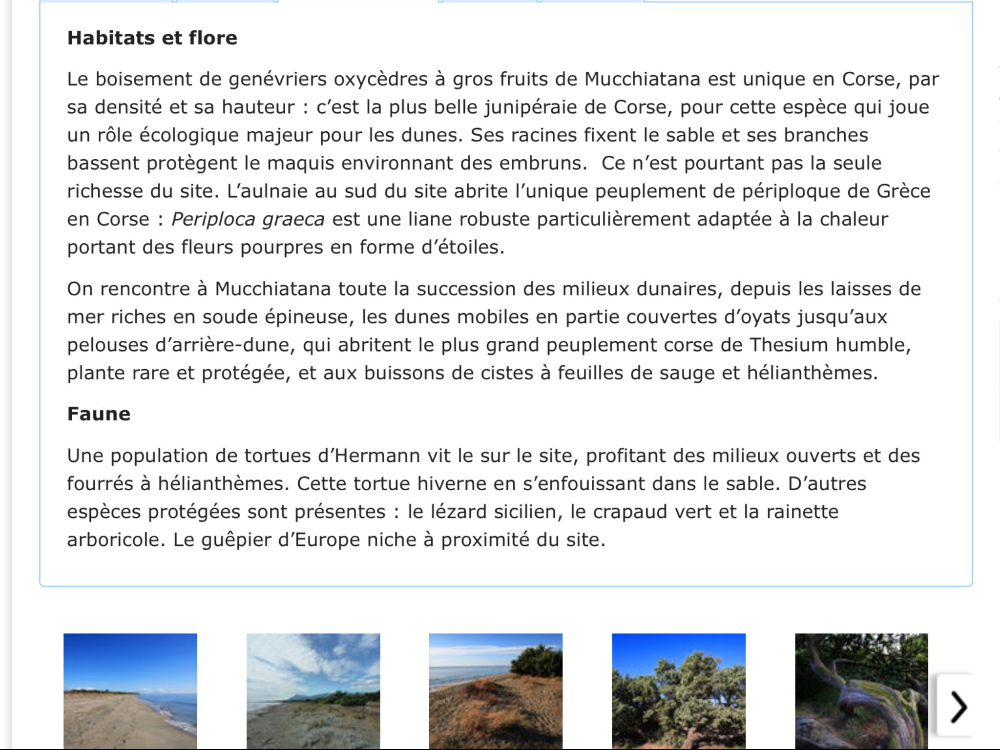 Habitats et flore
Le boisement de genévriers oxycèdres à gros fruits de Mucchiatana est unique en Corse, par
sa densité et sa hauteur : c’est la plus belle junipéraie de Corse, pour cette espèce qui joue
un rôle écologique majeur pour les dunes. Ses racines fixent le sable et ses branches
bassent protègent le maquis environnant des embruns.  Ce n’est pourtant pas la seule
richesse du site. L’aulnaie au sud du site abrite l’unique peuplement de périploque de Grèce
en Corse : Periploca graeca est une liane robuste particulièrement adaptée à la chaleur
portant des fleurs pourpres en forme d’étoiles.
On rencontre à Mucchiatana toute la succession des milieux dunaires, depuis les laisses de
mer riches en soude épineuse, les dunes mobiles en partie couvertes d’oyats jusqu’aux
pelouses d’arrière-dune, qui abritent le plus grand peuplement corse de Thesium humble,
plante rare et protégée, et aux buissons de cistes à feuilles de sauge et hélianthèmes.
Faune
Une population de tortues d’Hermann vit le sur le site, profitant des milieux ouverts et des
fourrés à hélianthèmes. Cette tortue hiverne en s’enfouissant dans le sable. D’autres
espèces protégées sont présentes : le lézard sicilien, le crapaud vert et la rainette
arboricole. Le guêpier d’Europe niche à proximité du site.